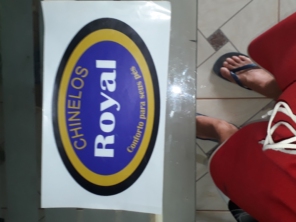 CHINELOS
Royal
Conforto para seus pés